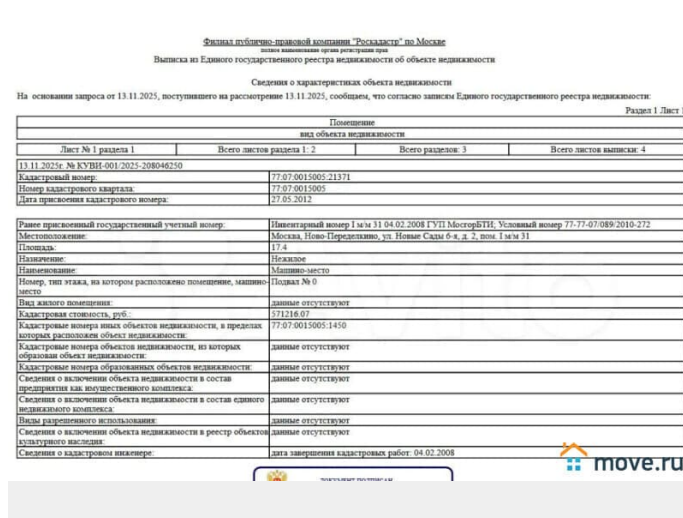 Филиал публично-правовой компании "Роскадастр" по Москве
полное наименование органа регистрации прав
Выписка из Единого государственного реестра недвижимости об объекте недвижимости
Сведения о характеристиках объекта недвижимости
На основании запроса от 13.11.2025, поступившего на рассмотрение 13.11.2025, сообщаем, что согласно записям Единого государственного реестра недвижимости:
Раздел 1 Лист 1
Помещение
вид объекта недвижимости
Лист № 1 раздела 1 Всего листов раздела 1: 2 Всего разделов: 3 Всего листов выписки: 4
13.11.2025г. № КУВИ-001/2025-208046250
Кадастровый номер: 77:07:0015005:21371
Номер кадастрового квартала: 77:07:0015005
Дата присвоения кадастрового номера: 27.05.2012
Ранее присвоенный государственный учетный номер: Инвентарный номер I м/м 31 04.02.2008 ГУП МосгорБТИ; Условный номер 77-77-07/089/2010-272
Местоположение: Москва, Ново-Переделкино, ул. Новые Сады 6-я, д. 2, пом. I м/м 31
Площадь: 17.4
Назначение: Нежилое
Наименование: Машино-место
Номер, тип этажа, на котором расположено помещение, машино- Подвал № 0
место
Вид жилого помещения: данные отсутствуют
Кадастровая стоимость, руб.: 571216.07
Кадастровые номера иных объектов недвижимости, в пределах 77:07:0015005:1450
которых расположен объект недвижимости:
Кадастровые номера объектов недвижимости, из которых данные отсутствуют
образован объект недвижимости:
Кадастровые номера образованных объектов недвижимости: данные отсутствуют
Сведения о включении объекта недвижимости в состав данные отсутствуют
предприятия как имущественного комплекса:
Сведения о включении объекта недвижимости в состав единого данные отсутствуют
недвижимого комплекса:
Виды разрешенного использования: данные отсутствуют
Сведения о включении объекта недвижимости в реестр объектов данные отсутствуют
культурного наследия:
Сведения о кадастровом инженере: дата завершения кадастровых работ: 04.02.2008
move.ru
ДОКУМЕНТ ПОДПИСАН